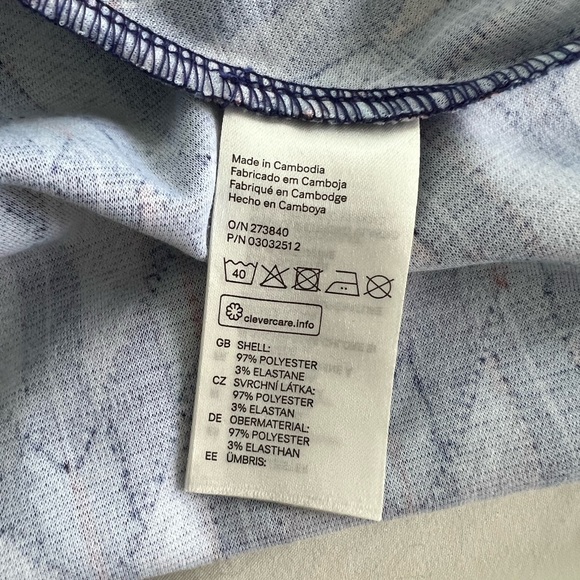 Made in Cambodia
Fabricado em Camboja
Fabriqué en Cambodge
Hecho en Camboya
O/N 273840
P/N 03032512
40
clevercare.info
GB SHELL:
97% POLYESTER
3% ELASTANE
CZ SVRCHNÍ LÁTKA:
97% POLYESTER
3% ELASTAN
DE OBERMATERIAL:
97% POLYESTER
3% ELASTHAN
EE ÜMBRIS: